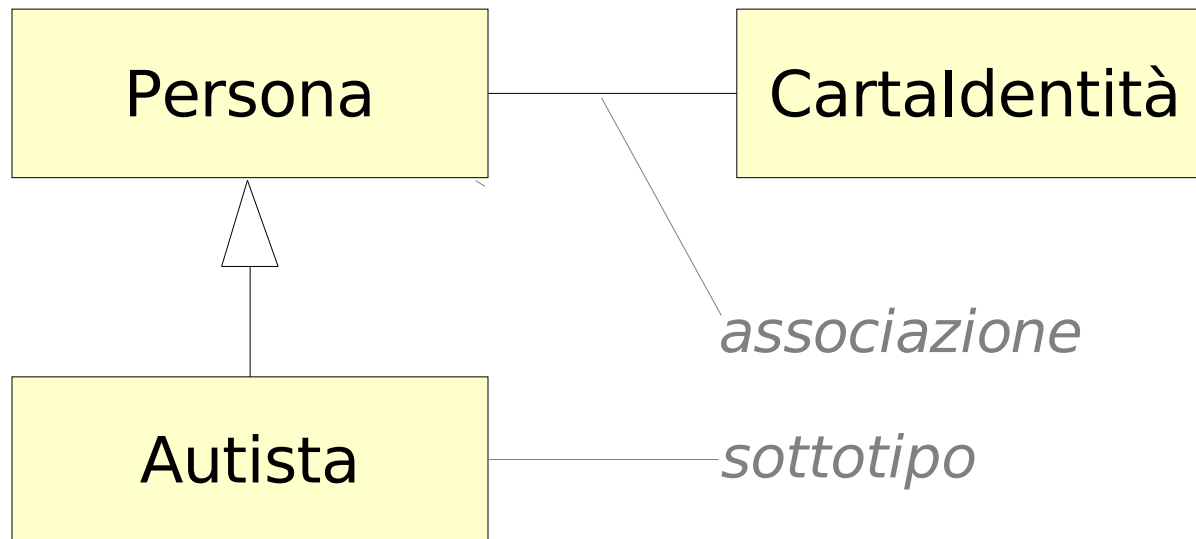 Persona
CartaIdentità
associazione
Autista
sottotipo